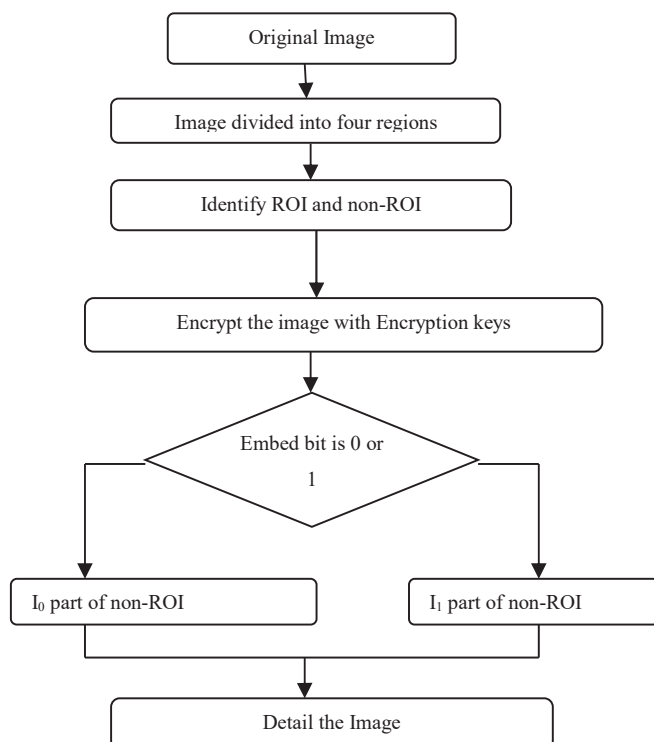 Original Image
Image divided into four regions
Identify ROI and non-ROI
Encrypt the image with Encryption keys
Embed bit is 0 or
1
I₀ part of non-ROI
I₁ part of non-ROI
Detail the Image